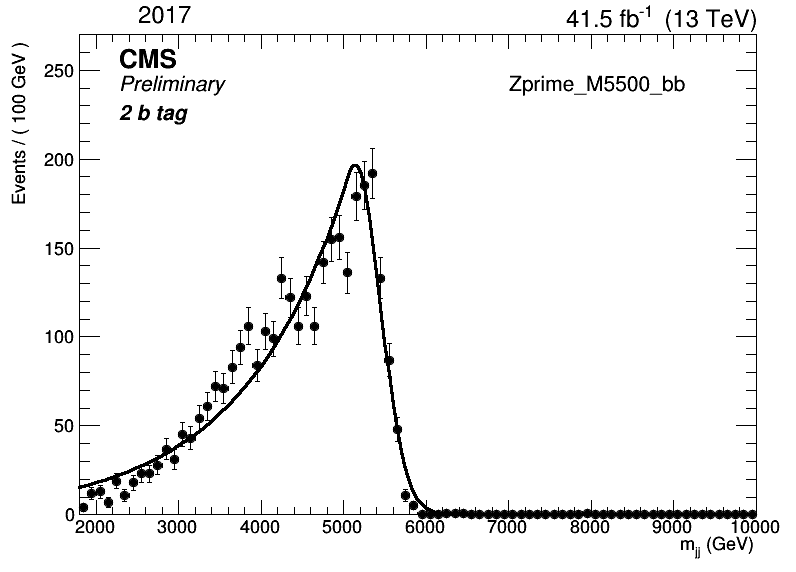 2017
41.5 fb⁻¹ (13 TeV)
CMS
Preliminary
2 b tag
Zprime_M5500_bb
Events / ( 100 GeV )
250
200
150
100
50
0
2000 3000 4000 5000 6000 7000 8000 9000 10000
m_jj (GeV)